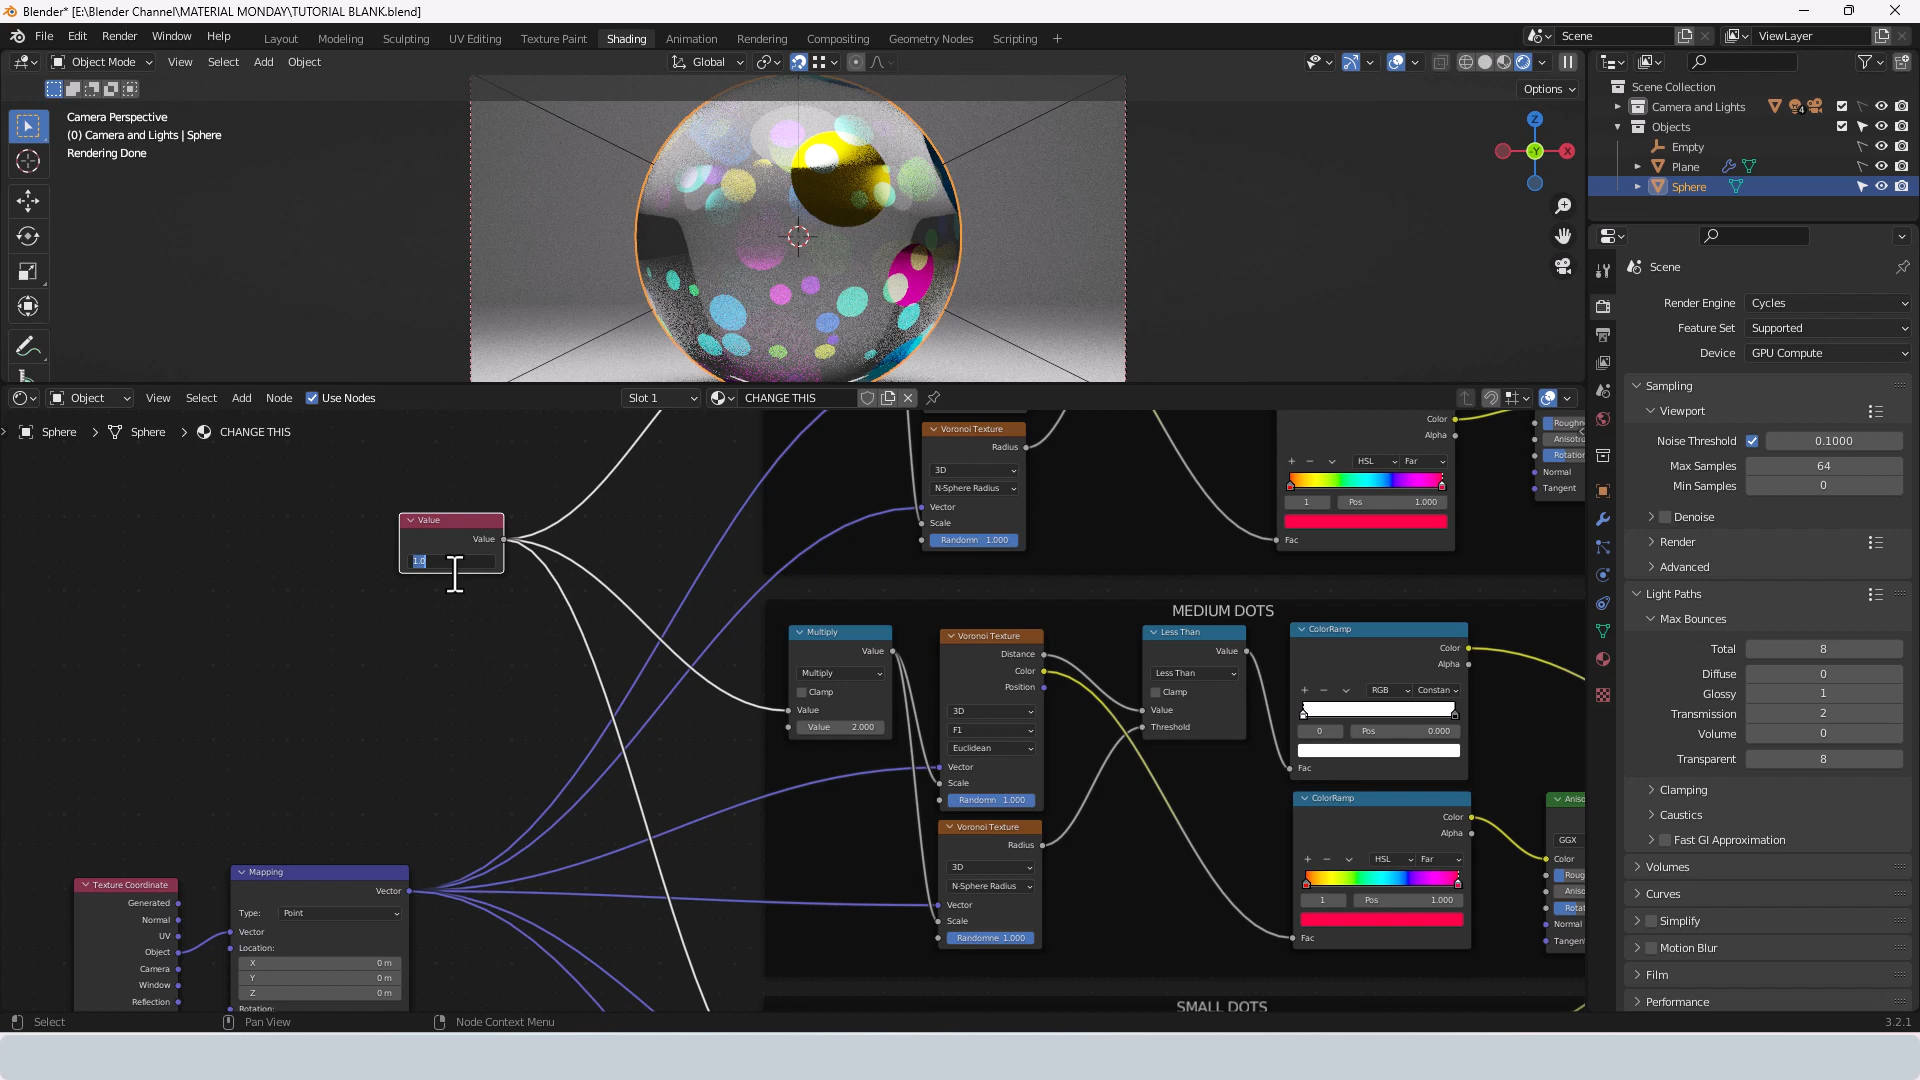 Blender* [E:\Blender Channel\MATERIAL MONDAY\TUTORIAL BLANK.blend]
File Edit Render Window Help Layout Modeling Sculpting UV Editing Texture Paint Shading Animation Rendering Compositing Geometry Nodes Scripting + Scene ViewLayer
Object Mode View Select Add Object Global
Options
Camera Perspective
(0) Camera and Lights | Sphere
Rendering Done
Z
-Y
X
Scene Collection
Camera and Lights 4
Objects
Empty
Plane
Sphere
Scene
Render Engine Cycles
Feature Set Supported
Device GPU Compute
Sampling
Viewport
Noise Threshold 0.1000
Max Samples 64
Min Samples 0
Denoise
Render
Advanced
Light Paths
Max Bounces
Total 8
Diffuse 0
Glossy 1
Transmission 2
Volume 0
Transparent 8
Clamping
Caustics
Fast GI Approximation
Volumes
Curves
Simplify
Motion Blur
Film
Performance
Object View Select Add Node Use Nodes Slot 1 CHANGE THIS
Sphere > Sphere > CHANGE THIS
Value
Value
1.0
Voronoi Texture
Radius
3D
N-Sphere Radius
Vector
Scale
Randomn 1.000
Color
Alpha
HSL Far
1 Pos 1.000
Fac
Roughn
Anisotro
Rotation
Normal
Tangent
MEDIUM DOTS
Multiply
Value
Multiply
Clamp
Value
Value 2.000
Voronoi Texture
Distance
Color
Position
3D
F1
Euclidean
Vector
Scale
Randomn 1.000
Voronoi Texture
Radius
3D
N-Sphere Radius
Vector
Scale
Randomne 1.000
Less Than
Value
Less Than
Clamp
Value
Threshold
ColorRamp
Color
Alpha
RGB Constan
0 Pos 0.000
Fac
ColorRamp
Color
Alpha
HSL Far
1 Pos 1.000
Fac
Aniso
GGX
Color
Roug
Aniso
Rotat
Normal
Tangen
SMALL DOTS
Texture Coordinate
Generated
Normal
UV
Object
Camera
Window
Reflection
Mapping
Vector
Type: Point
Vector
Location:
X 0 m
Y 0 m
Z 0 m
Rotation:
Select Pan View Node Context Menu 3.2.1